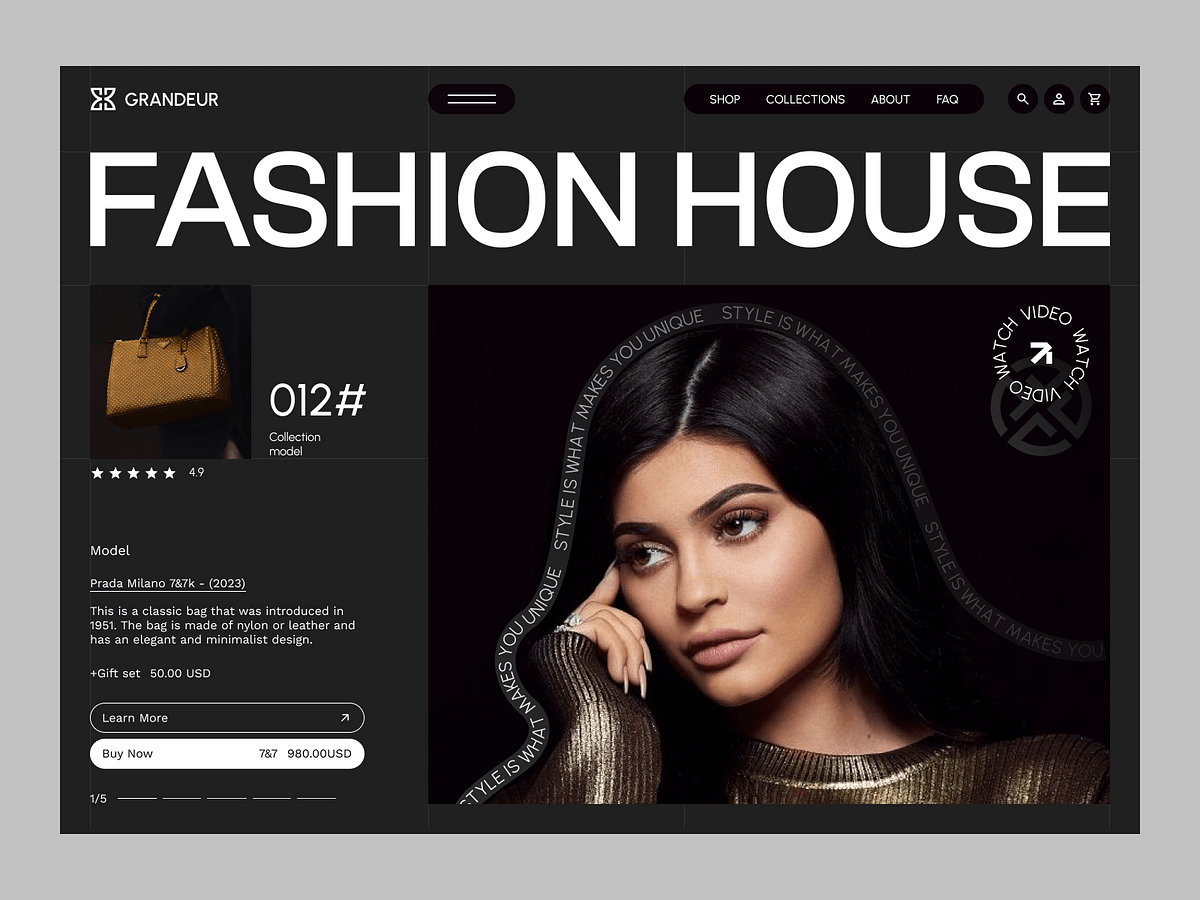 GRANDEUR
SHOP COLLECTIONS ABOUT FAQ
FASHION HOUSE
012#
Collection
model
4.9
Model
Prada Milano 7&7k - (2023)
This is a classic bag that was introduced in
1951. The bag is made of nylon or leather and
has an elegant and minimalist design.
+Gift set 50.00 USD
Learn More
Buy Now 7&7 980.00USD
1/5
STYLE IS WHAT MAKES YOU UNIQUE STYLE IS WHAT MAKES YOU UNIQUE STYLE IS WHAT MAKES YOU UNIQUE STYLE IS WHAT MAKES YOU
WATCH VIDEO WATCH VIDEO